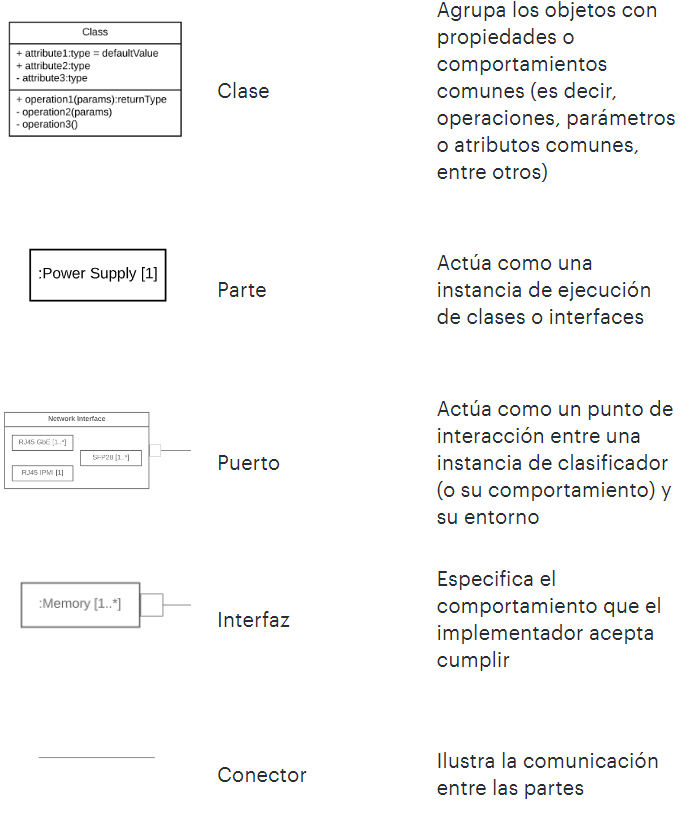 Class
+ attribute1:type = defaultValue
+ attribute2:type
- attribute3:type
+ operation1(params):returnType
- operation2(params)
- operation3()
Clase
Agrupa los objetos con
propiedades o
comportamientos
comunes (es decir,
operaciones, parámetros
o atributos comunes,
entre otros)
:Power Supply [1]
Parte
Actúa como una
instancia de ejecución
de clases o interfaces
Network Interface
RJ45 GbE [1..*]
SFP28 [1..*]
RJ45 IPMI [1]
Puerto
Actúa como un punto de
interacción entre una
instancia de clasificador
(o su comportamiento) y
su entorno
:Memory [1..*]
Interfaz
Especifica el
comportamiento que el
implementador acepta
cumplir
Conector
Ilustra la comunicación
entre las partes